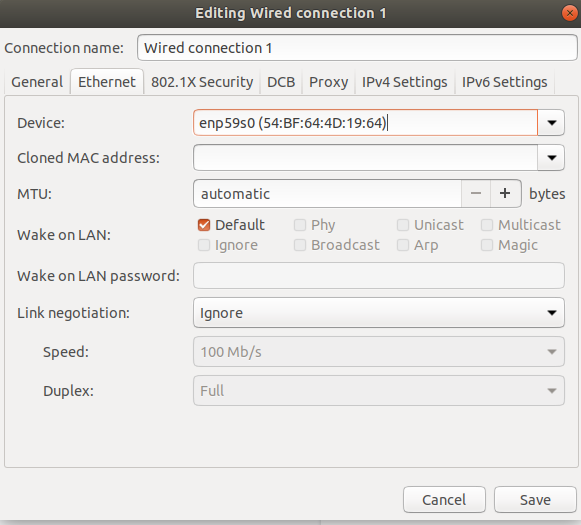 Editing Wired connection 1
Connection name: Wired connection 1
General Ethernet 802.1X Security DCB Proxy IPv4 Settings IPv6 Settings
Device: enp59s0 (54:BF:64:4D:19:64)
Cloned MAC address:
MTU: automatic − + bytes
Wake on LAN: Default Phy Unicast Multicast
Ignore Broadcast Arp Magic
Wake on LAN password:
Link negotiation: Ignore
Speed: 100 Mb/s
Duplex: Full
Cancel Save